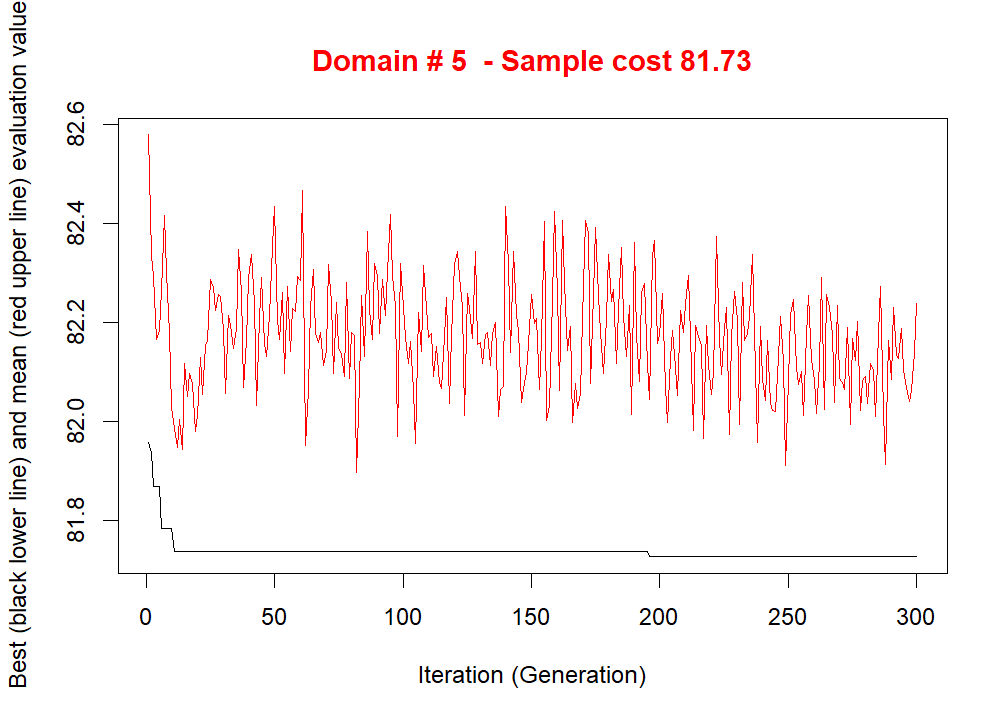 Domain # 5  - Sample cost 81.73
Best (black lower line) and mean (red upper line) evaluation value
82.6
82.4
82.2
82.0
81.8
0 50 100 150 200 250 300
Iteration (Generation)